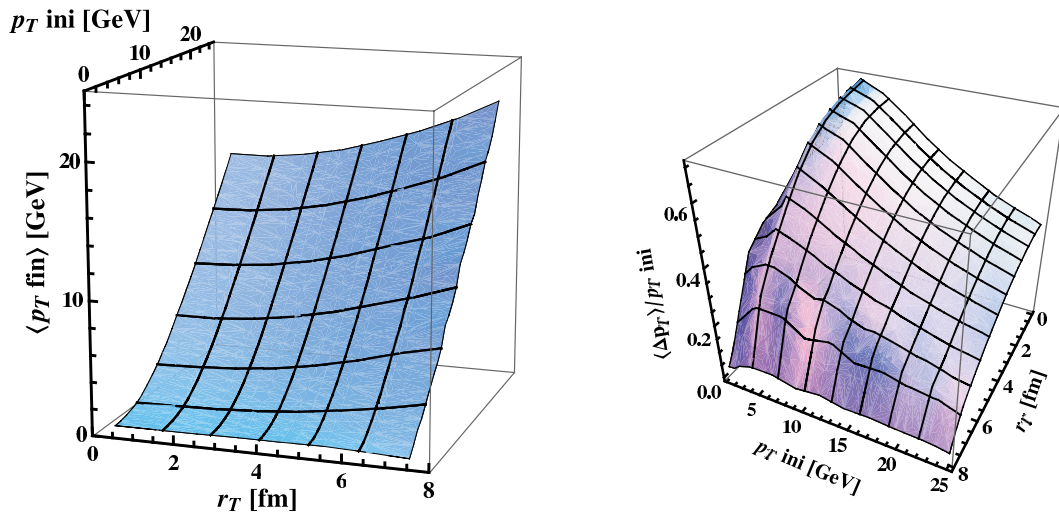 p_T ini [GeV]
0 10 20
⟨p_T fin⟩ [GeV]
20
10
0
0 2 4 6 8
r_T [fm]
⟨Δp_T⟩/p_T ini
0.6
0.4
0.2
0.0
5 10 15 20 25
p_T ini [GeV]
0
2
4
6
8
r_T [fm]